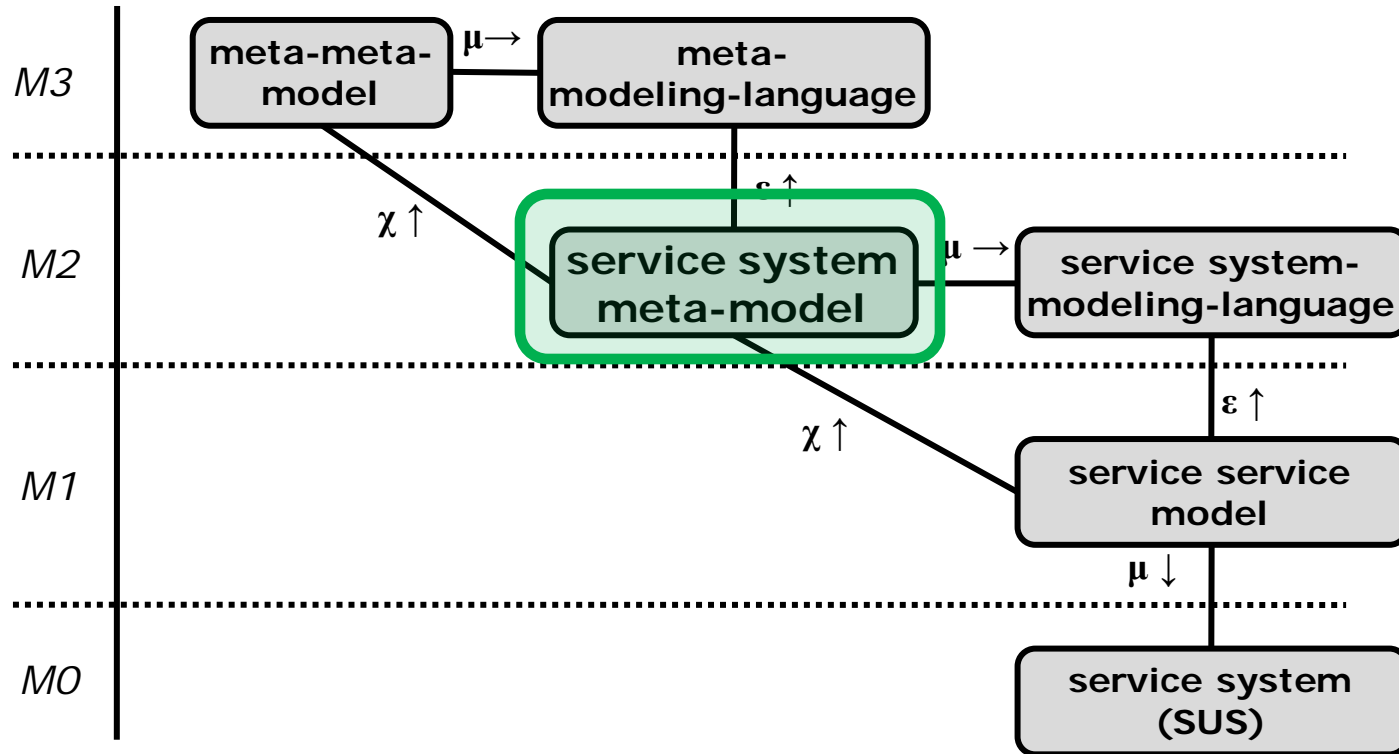 M3
meta-meta-
model
μ→
meta-
modeling-language
χ ↑
ε ↑
M2
service system
meta-model
μ →
service system-
modeling-language
χ ↑
ε ↑
M1
service service
model
μ ↓
M0
service system
(SUS)